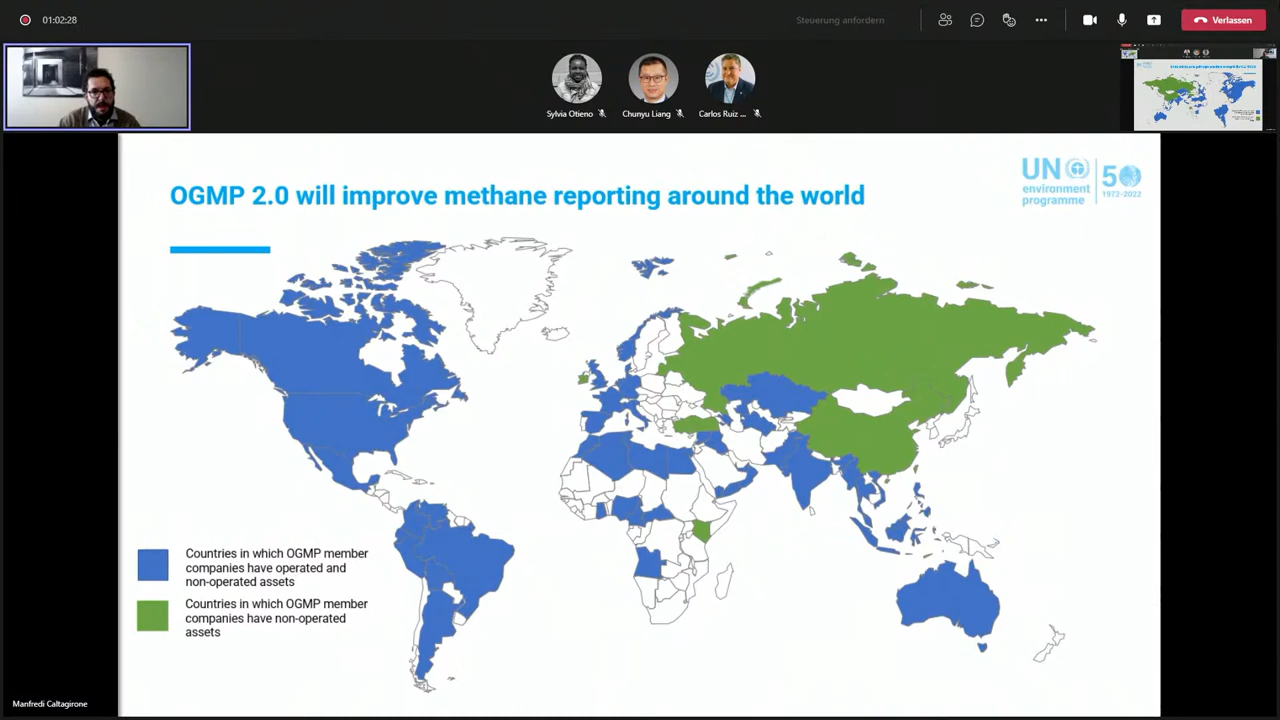 01:02:28
Steuerung anfordern
Verlassen
Sylvia Otieno
Chunyu Liang
Carlos Ruiz ...
OGMP 2.0 will improve methane reporting around the world
UN
environment
programme
50
1972-2022
Countries in which OGMP member
companies have operated and
non-operated assets
Countries in which OGMP member
companies have non-operated
assets
Manfredi Caltagirone